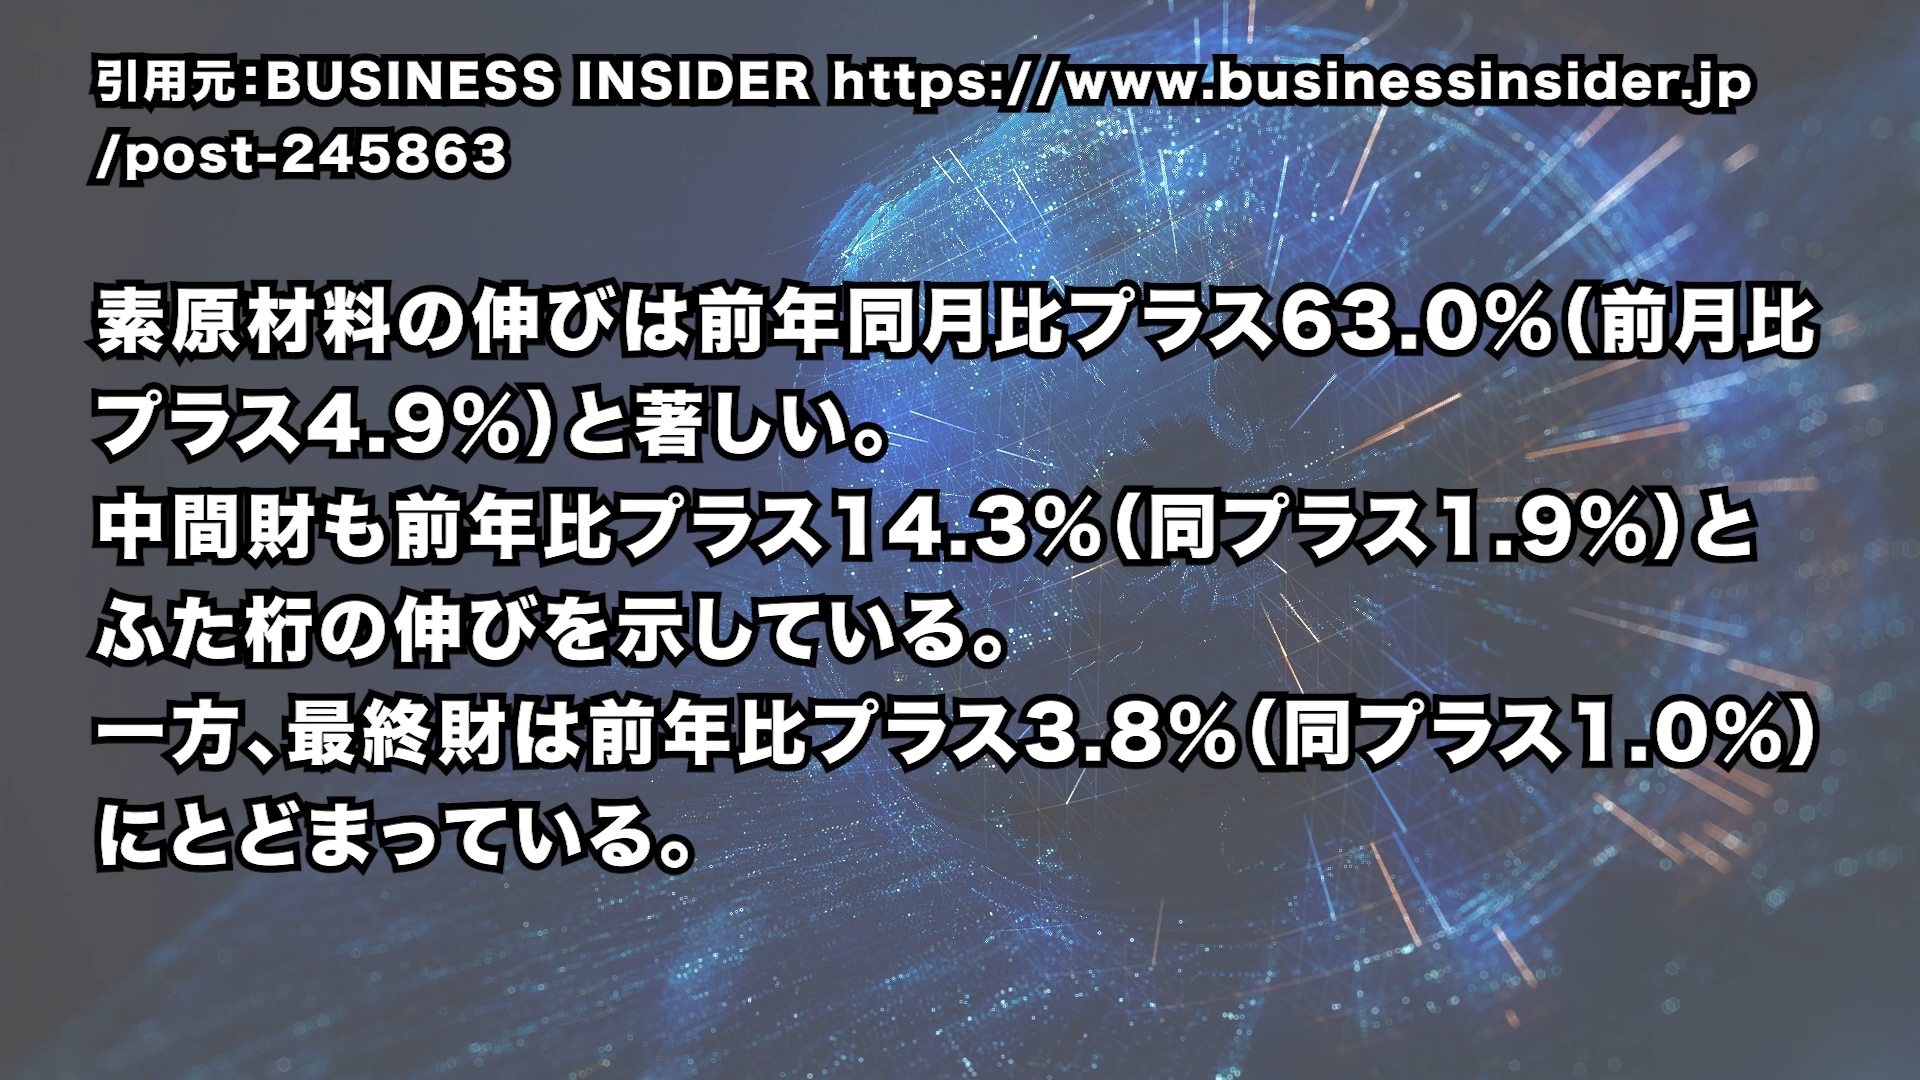 引用元：BUSINESS INSIDER https://www.businessinsider.jp
/post-245863
素原材料の伸びは前年同月比プラス63.0％（前月比
プラス4.9％）と著しい。
中間財も前年比プラス14.3％（同プラス1.9％）と
ふた桁の伸びを示している。
一方、最終財は前年比プラス3.8％（同プラス1.0％）
にとどまっている。